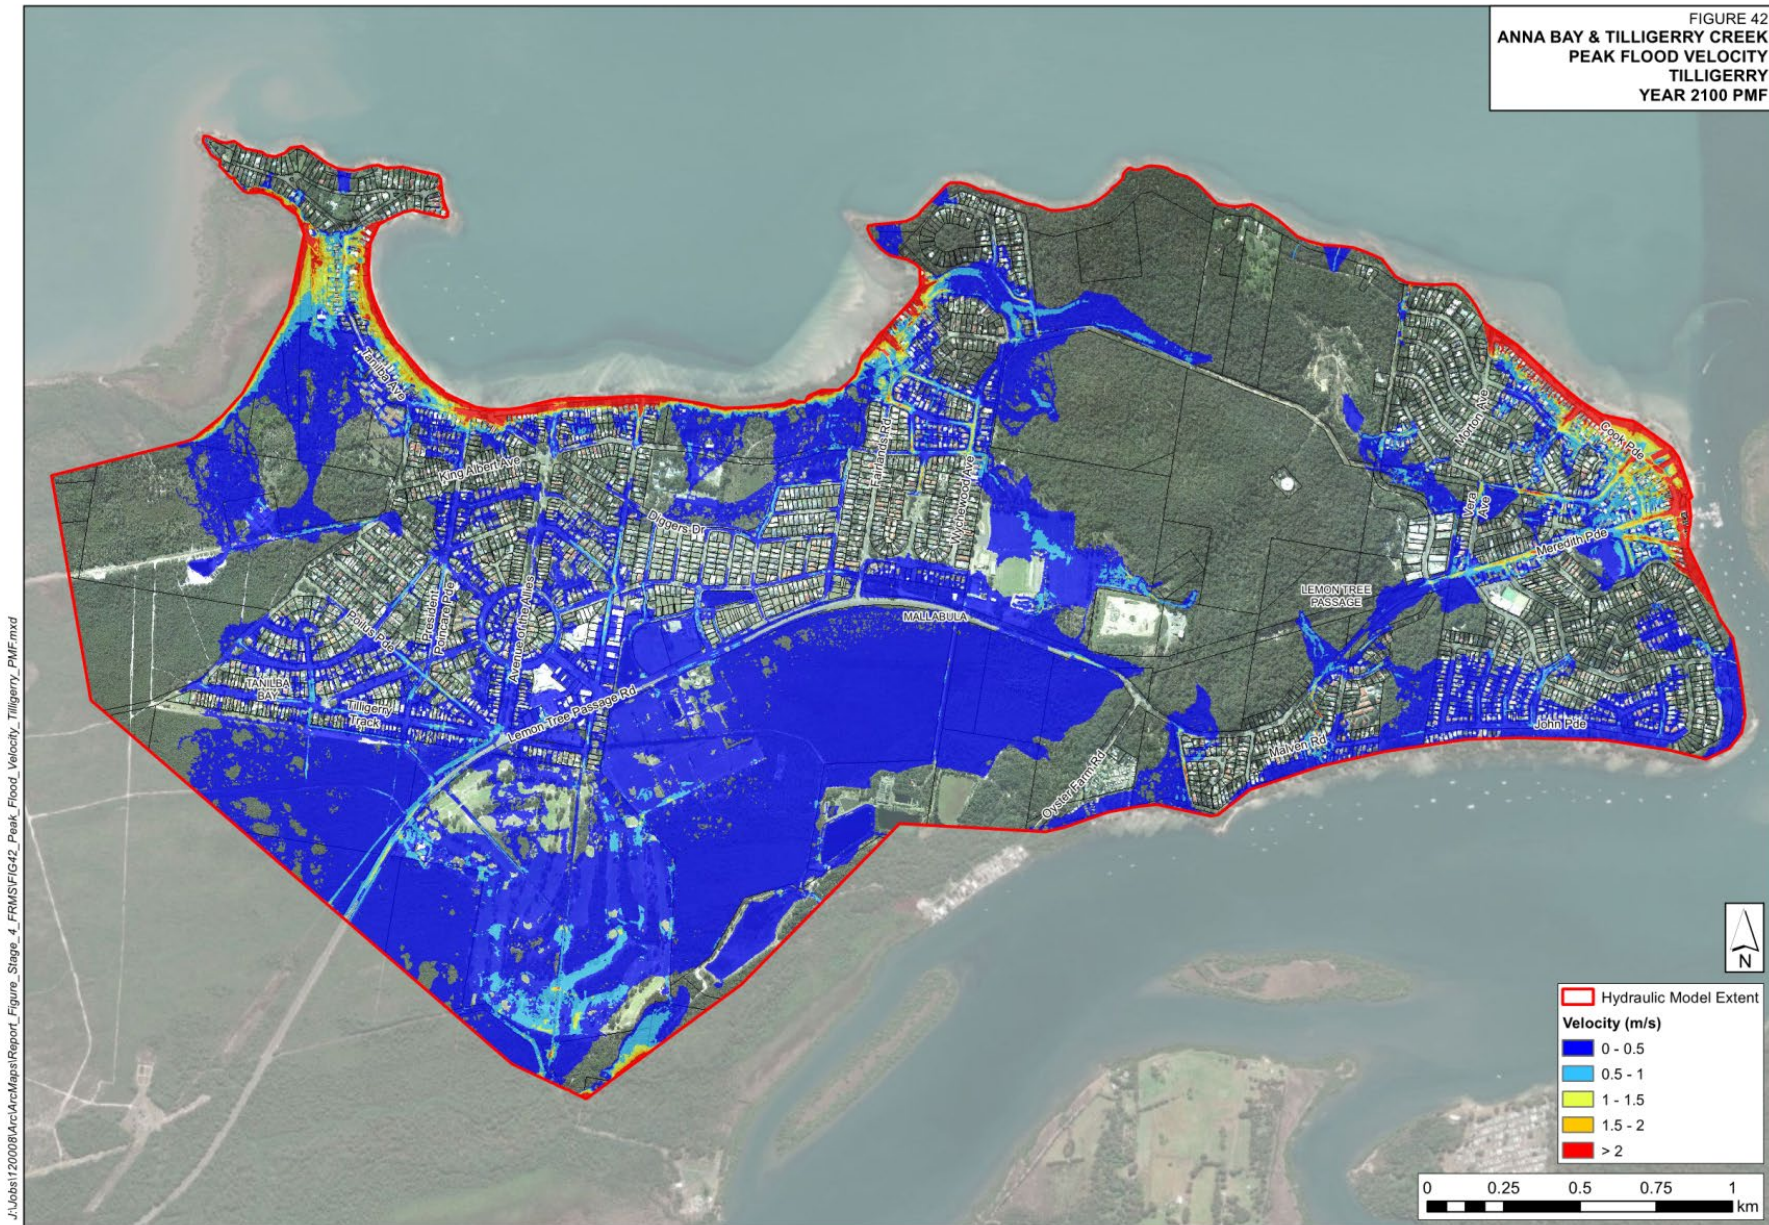 FIGURE 42
ANNA BAY & TILLIGERRY CREEK
PEAK FLOOD VELOCITY
TILLIGERRY
YEAR 2100 PMF
Tanilba Ave
King Albert Ave
Diggers Dr
Fairlands Rd
Wychewood Ave
Morton Ave
Cook Pde
Vera
Ave
Meredith Pde
LEMON TREE
PASSAGE
MALLABULA
Poilus Pde
President
Poincare Pde
Avenue of the Allies
TANILBA
BAY
Tilligerry
Track
Lemon Tree Passage Rd
Oyster Farm Rd
Malven Rd
John Pde
N
Hydraulic Model Extent
Velocity (m/s)
0 - 0.5
0.5 - 1
1 - 1.5
1.5 - 2
> 2
0 0.25 0.5 0.75 1
km
J:\Jobs\120008\Arc\ArcMaps\Report_Figure_Stage_4_FRMS\FIG42_Peak_Flood_Velocity_Tilligerry_PMF.mxd